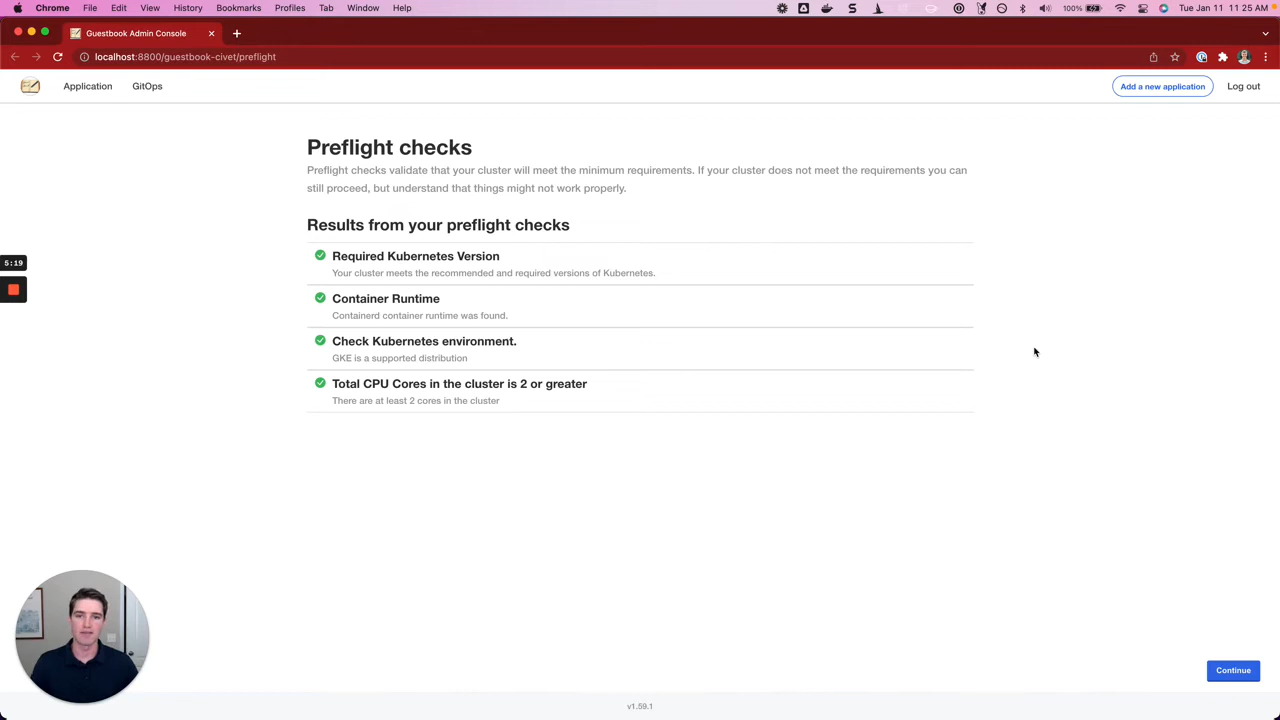 Chrome File Edit View History Bookmarks Profiles Tab Window Help 100% Tue Jan 11 11:25 AM
Guestbook Admin Console
localhost:8800/guestbook-civet/preflight
Application GitOps Add a new application Log out
Preflight checks
Preflight checks validate that your cluster will meet the minimum requirements. If your cluster does not meet the requirements you can
still proceed, but understand that things might not work properly.
Results from your preflight checks
Required Kubernetes Version
Your cluster meets the recommended and required versions of Kubernetes.
5:19
Container Runtime
Containerd container runtime was found.
Check Kubernetes environment.
GKE is a supported distribution
Total CPU Cores in the cluster is 2 or greater
There are at least 2 cores in the cluster
Continue
v1.59.1